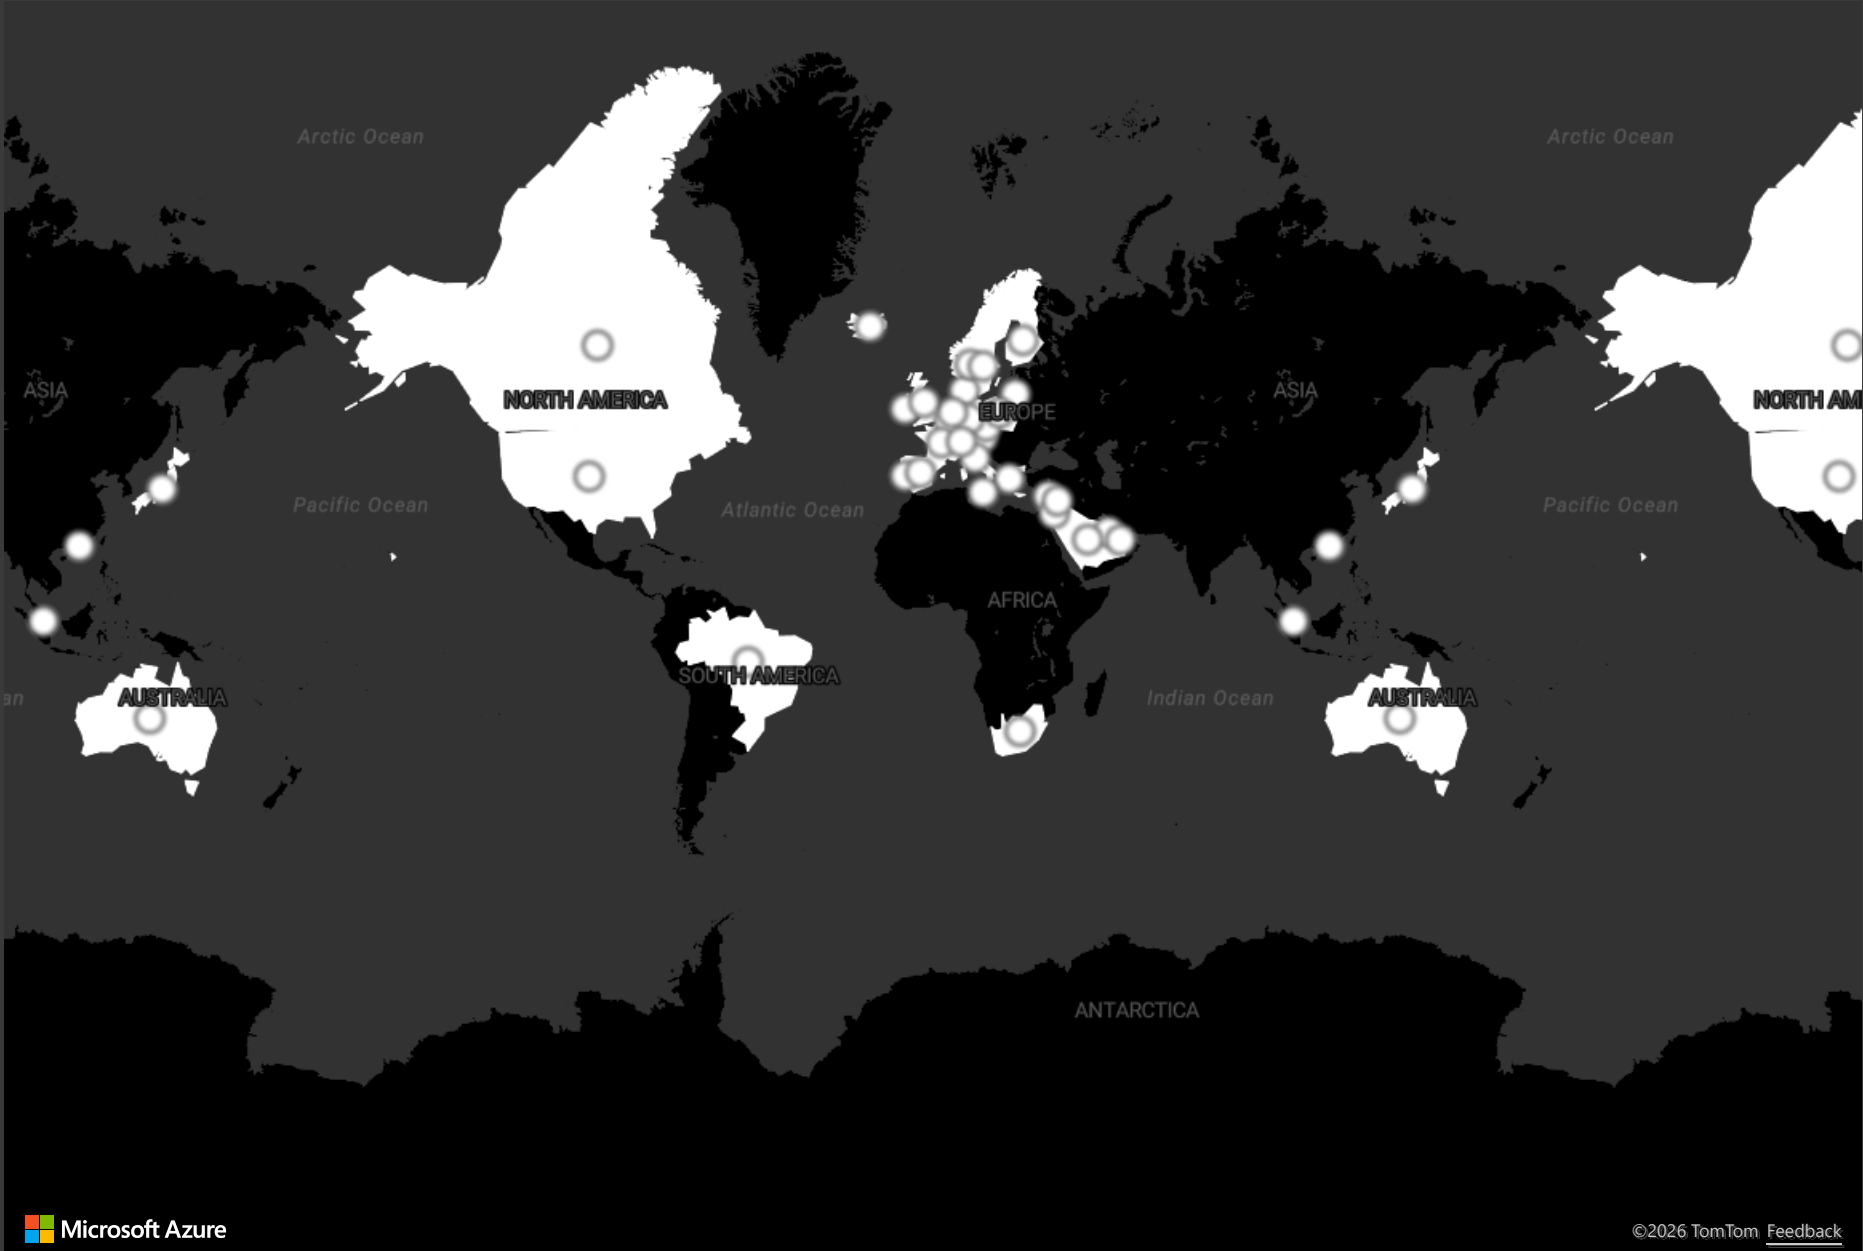 Arctic Ocean
Arctic Ocean
ASIA
NORTH AMERICA
EUROPE
ASIA
NORTH AM
Pacific Ocean
Atlantic Ocean
Pacific Ocean
AFRICA
SOUTH AMERICA
an
AUSTRALIA
Indian Ocean
AUSTRALIA
ANTARCTICA
Microsoft Azure
©2026 TomTom Feedback